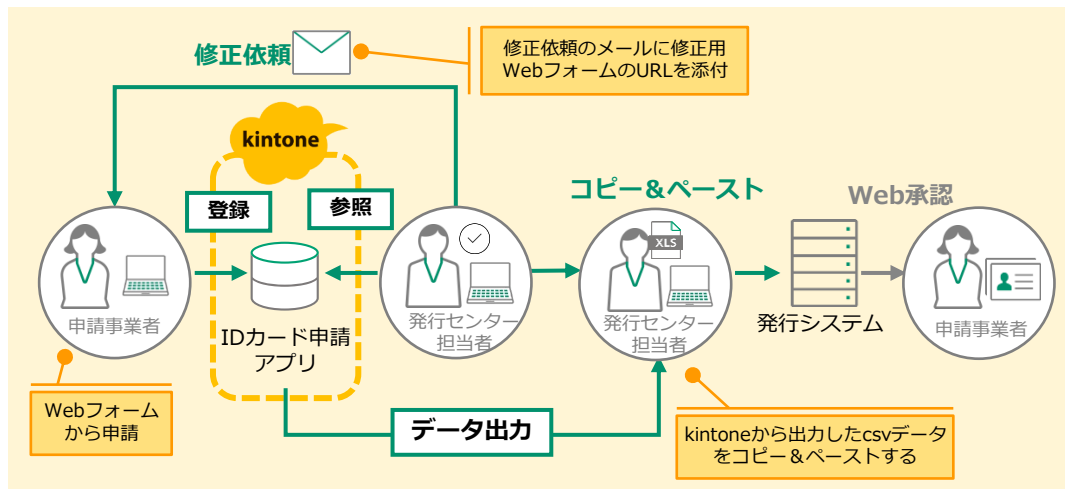 修正依頼
修正依頼のメールに修正用
WebフォームのURLを添付
kintone
登録
参照
コピー＆ペースト
Web承認
XLS
申請事業者
IDカード申請
アプリ
発行センター
担当者
発行センター
担当者
発行システム
申請事業者
Webフォーム
から申請
データ出力
kintoneから出力したcsvデータ
をコピー＆ペーストする